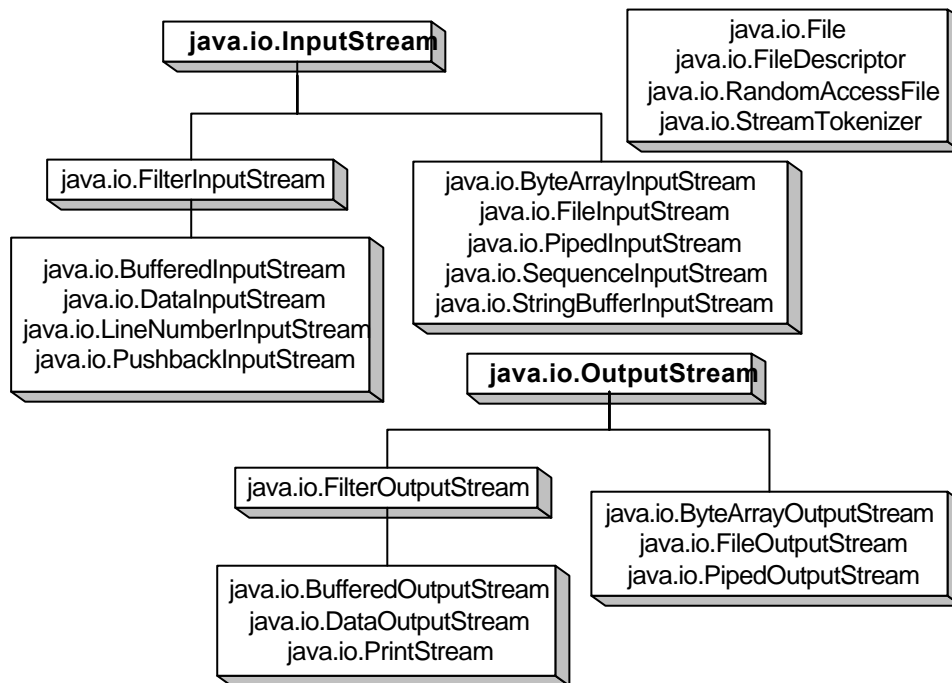 java.io.InputStream
java.io.File
java.io.FileDescriptor
java.io.RandomAccessFile
java.io.StreamTokenizer
java.io.FilterInputStream
java.io.ByteArrayInputStream
java.io.FileInputStream
java.io.PipedInputStream
java.io.SequenceInputStream
java.io.StringBufferInputStream
java.io.BufferedInputStream
java.io.DataInputStream
java.io.LineNumberInputStream
java.io.PushbackInputStream
java.io.OutputStream
java.io.FilterOutputStream
java.io.ByteArrayOutputStream
java.io.FileOutputStream
java.io.PipedOutputStream
java.io.BufferedOutputStream
java.io.DataOutputStream
java.io.PrintStream